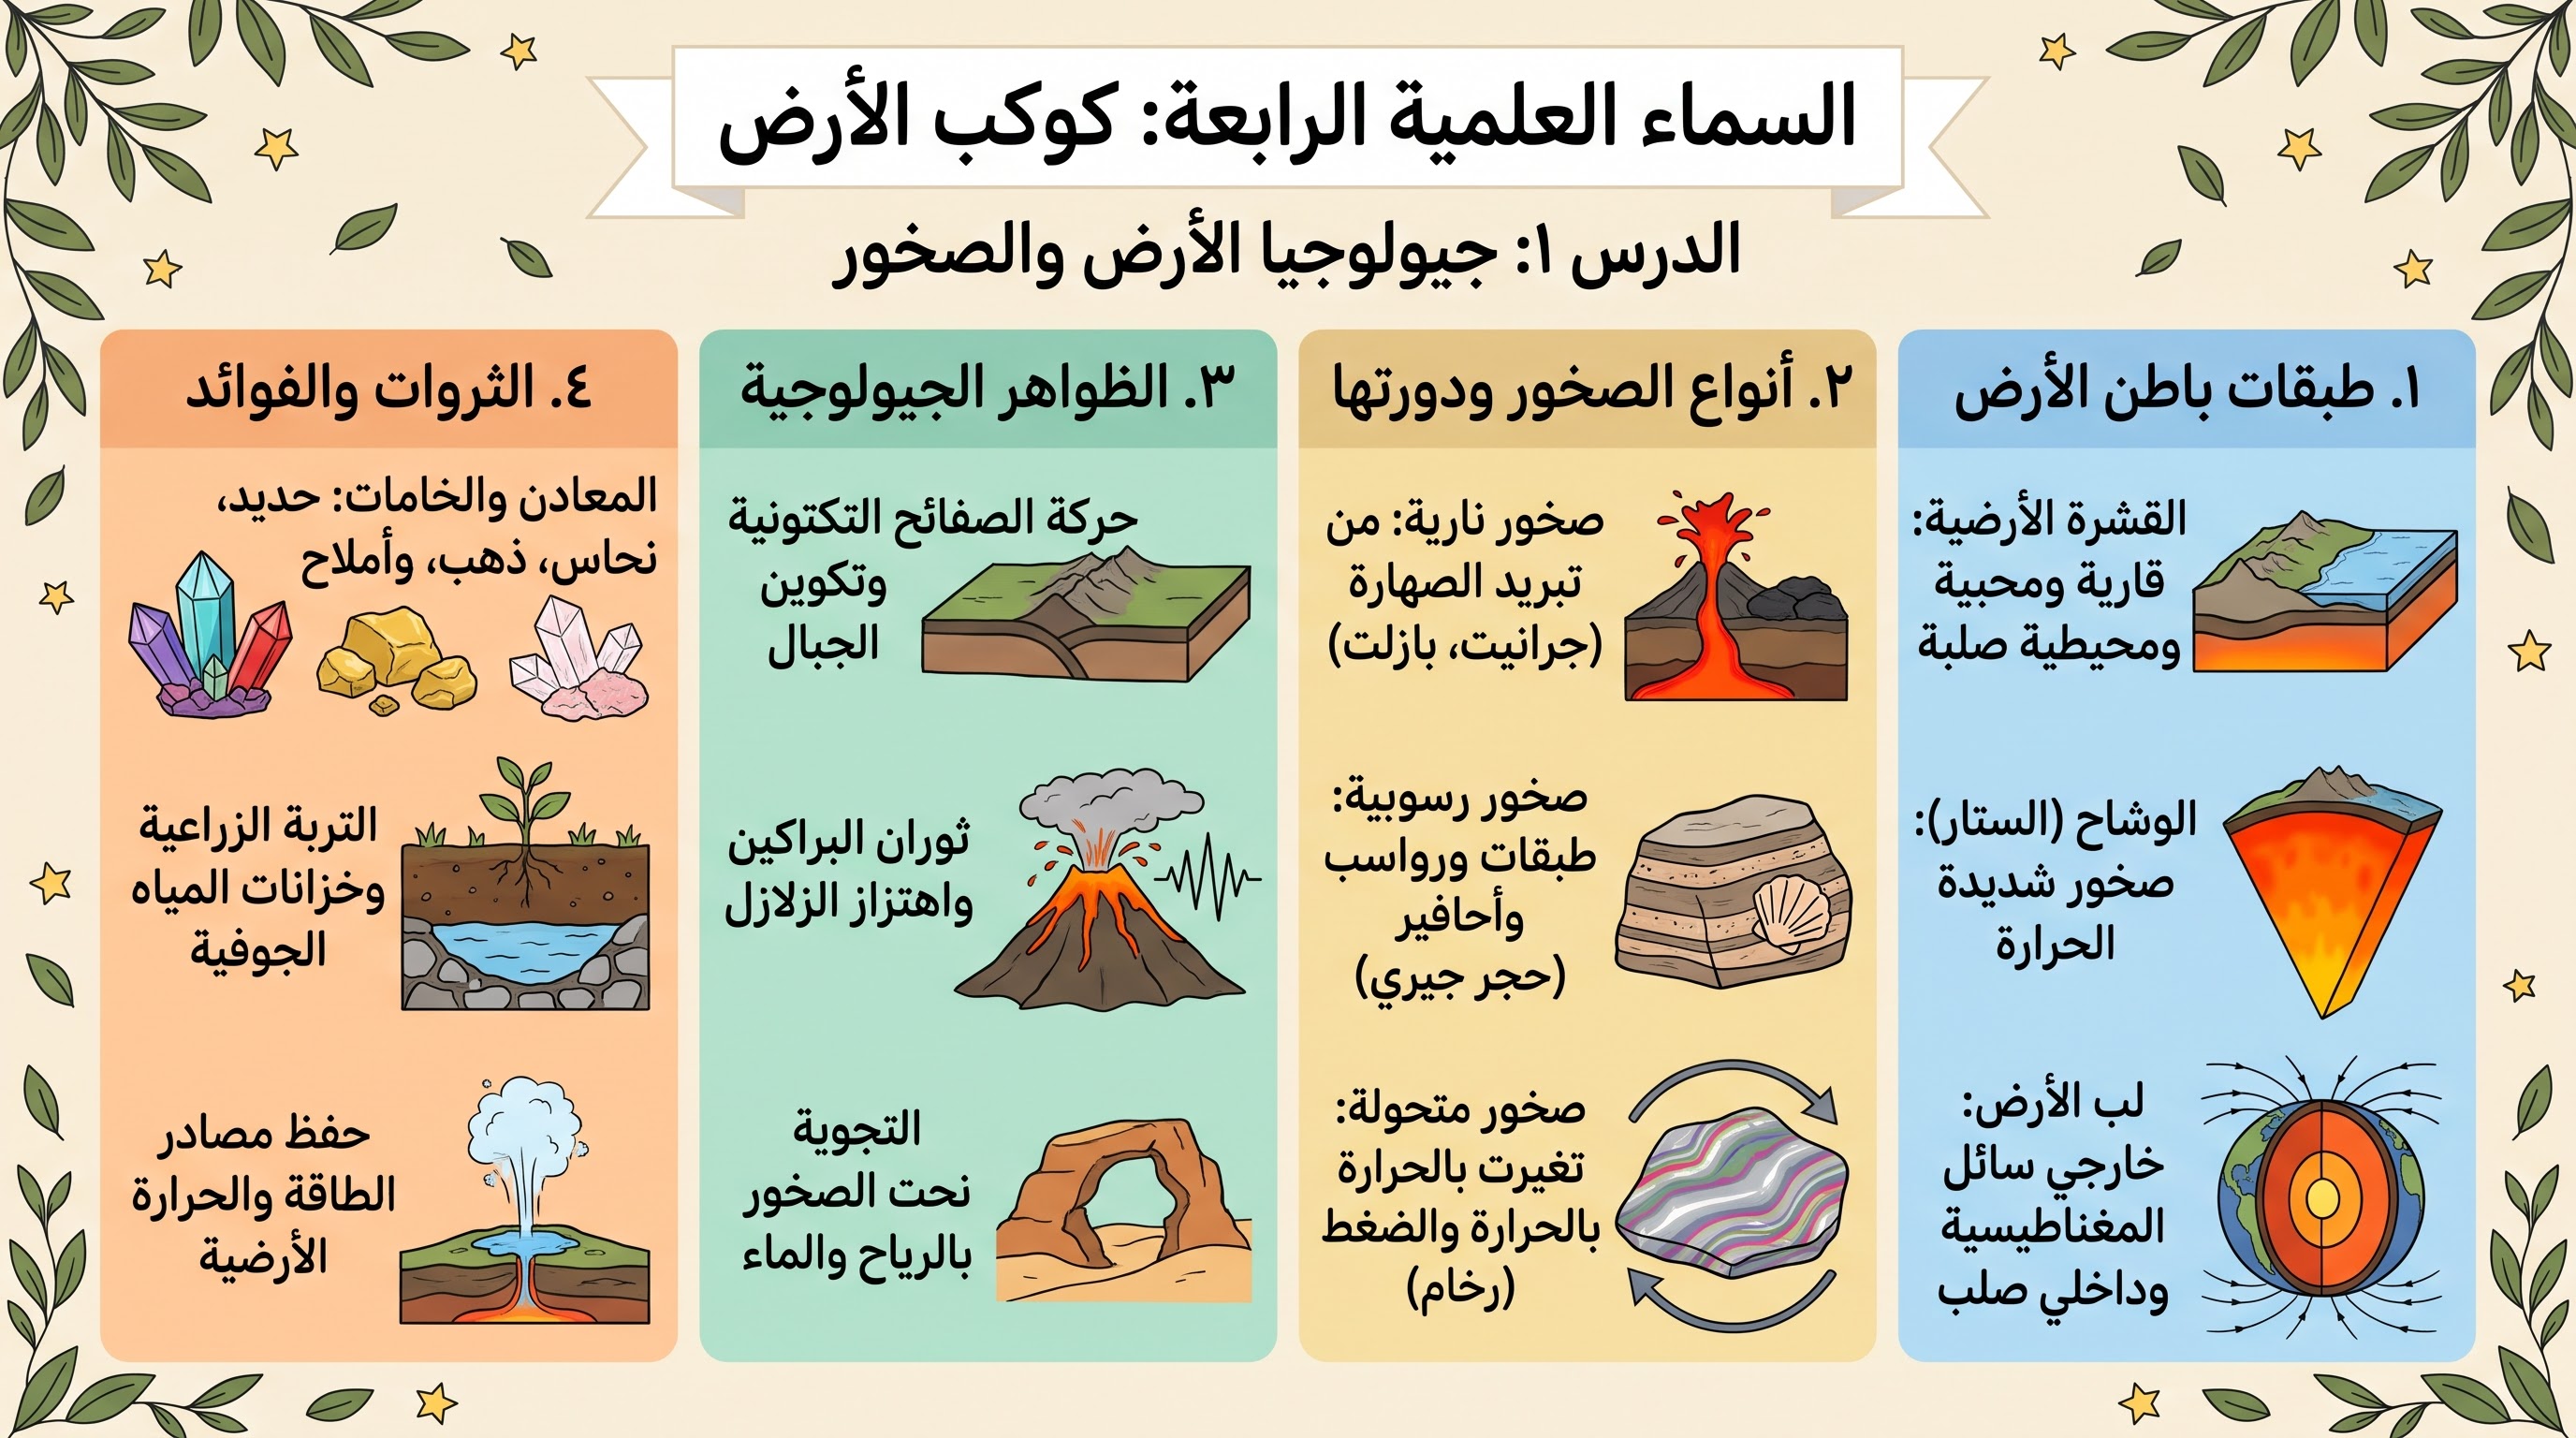 السماء العلمية الرابعة: كوكب الأرض
الدرس ١: جيولوجيا الأرض والصخور
١. طبقات باطن الأرض
القشرة الأرضية:
قارية ومحبية
ومحيطية صلبة
الوشاح (الستار):
صخور شديدة
الحرارة
لب الأرض:
خارجي سائل
المغناطيسية
وداخلي صلب
٢. أنواع الصخور ودورتها
صخور نارية: من
تبريد الصهارة
(جرانيت، بازلت)
صخور رسوبية:
طبقات ورواسب
وأحافير
(حجر جيري)
صخور متحولة:
تغيرت بالحرارة
بالحرارة والضغط
(رخام)
٣. الظواهر الجيولوجية
حركة الصفائح التكتونية
وتكوين
الجبال
ثوران البراكين
واهتزاز الزلازل
التجوية
نحت الصخور
بالرياح والماء
٤. الثروات والفوائد
المعادن والخامات: حديد،
نحاس، ذهب، وأملاح
التربة الزراعية
وخزانات المياه
الجوفية
حفظ مصادر
الطاقة والحرارة
الأرضية